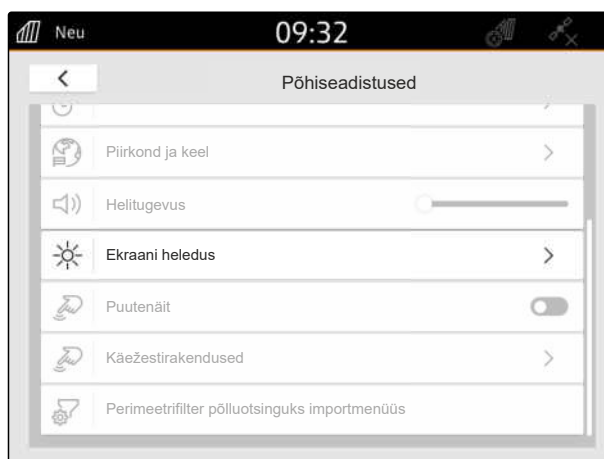 Neu
09:32
Põhiseadistused
Piirkond ja keel
Helitugevus
Ekraani heledus
Puutenäit
Käežestirakendused
Perimeetrifilter põlluotsinguks importmenüüs